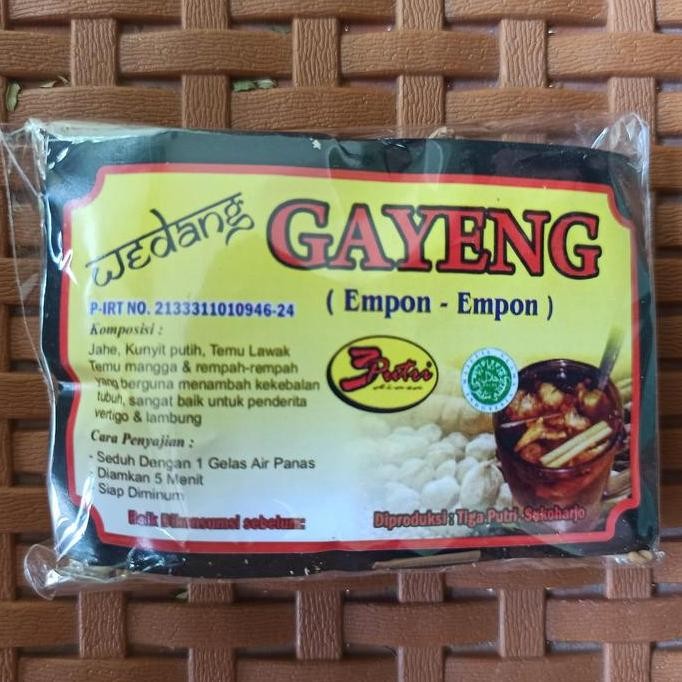 Wedang
GAYENG
( Empon - Empon )
P-IRT NO. 2133311010946-24
Komposisi :
Jahe, Kunyit putih, Temu Lawak
Temu mangga & rempah-rempah
yang berguna menambah kekebalan
tubuh, sangat baik untuk penderita
vertigo & lambung
3 Putri
Cara Penyajian :
- Seduh Dengan 1 Gelas Air Panas
- Diamkan 5 Menit
- Siap Diminum
Baik Dikonsumsi sebelum:
Diproduksi : Tiga Putri Sukoharjo